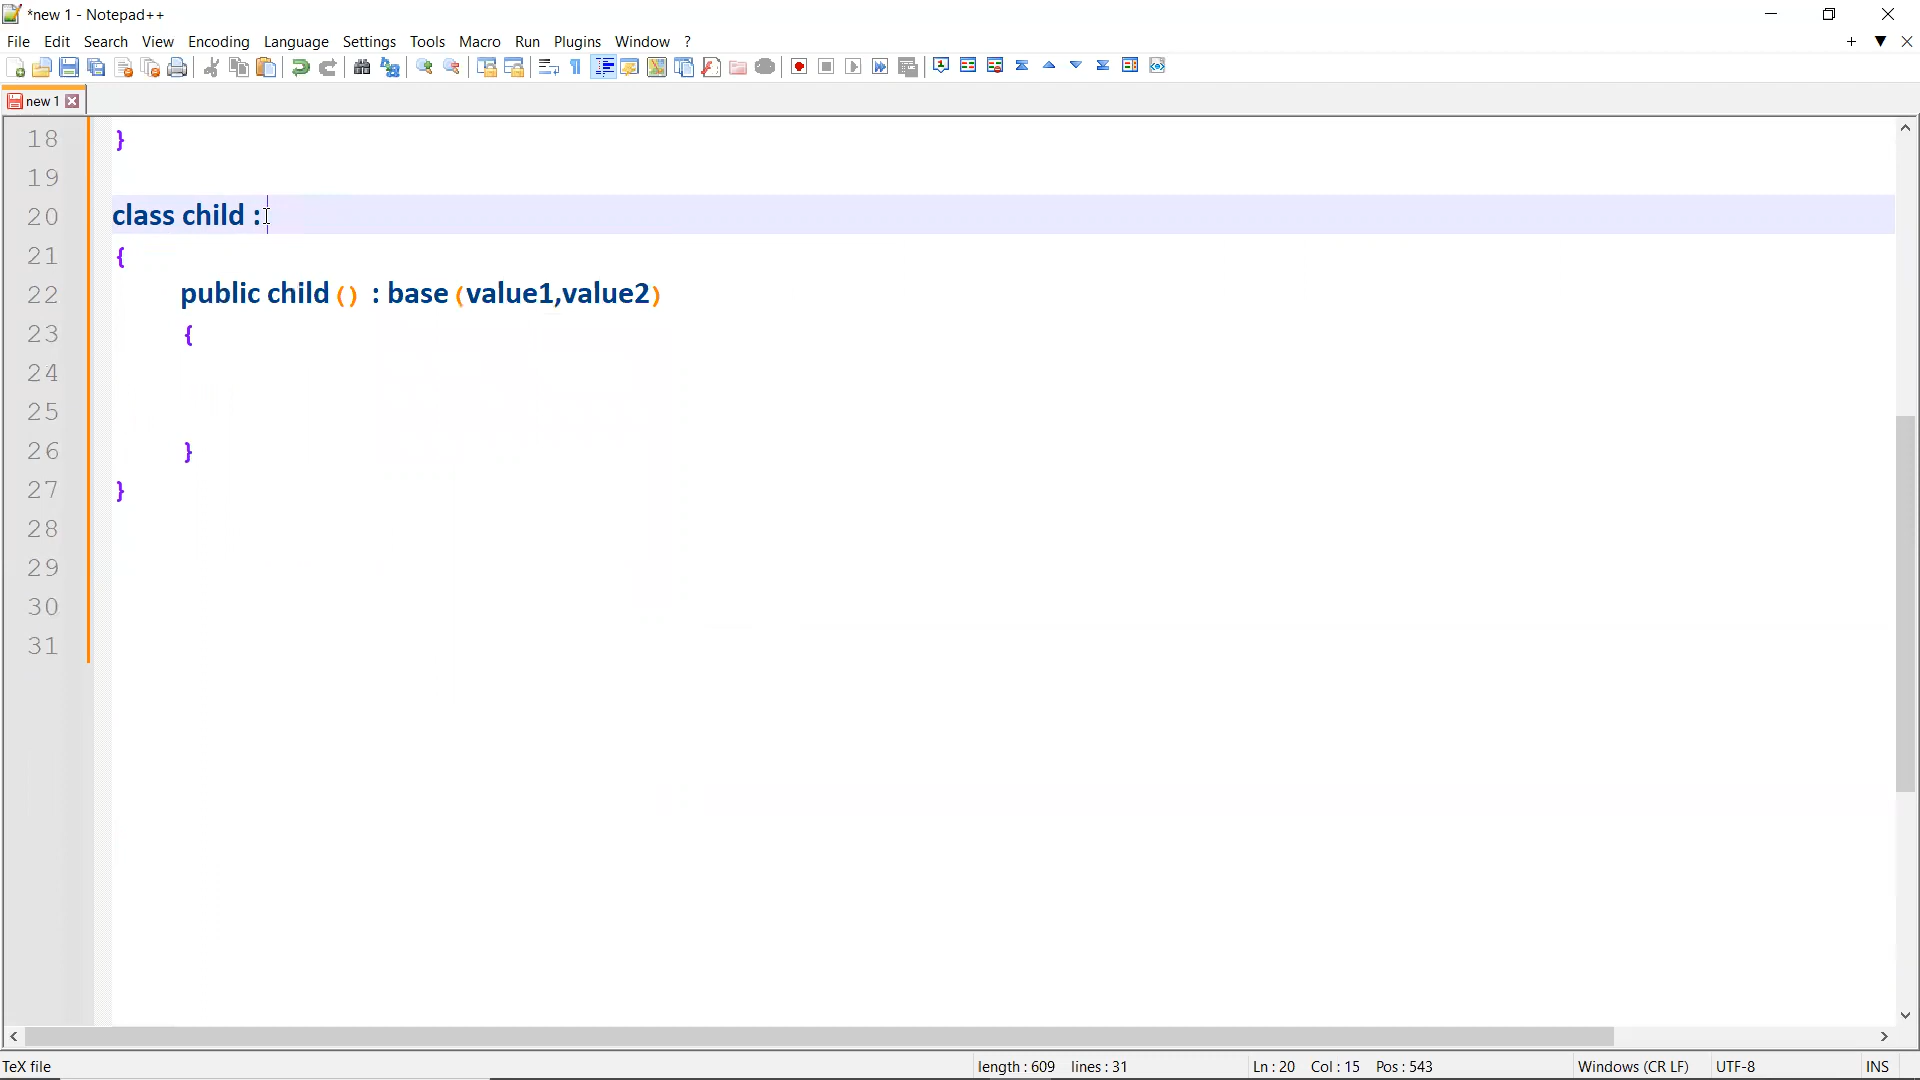 *new 1 - Notepad++
File Edit Search View Encoding Language Settings Tools Macro Run Plugins Window ?
new 1
18 }
19
20 class child :
21 {
22 public child () : base (value1,value2)
23 {
24
25
26 }
27 }
28
29
30
31
TeX file length : 609 lines : 31 Ln : 20 Col : 15 Pos : 543 Windows (CR LF) UTF-8 INS